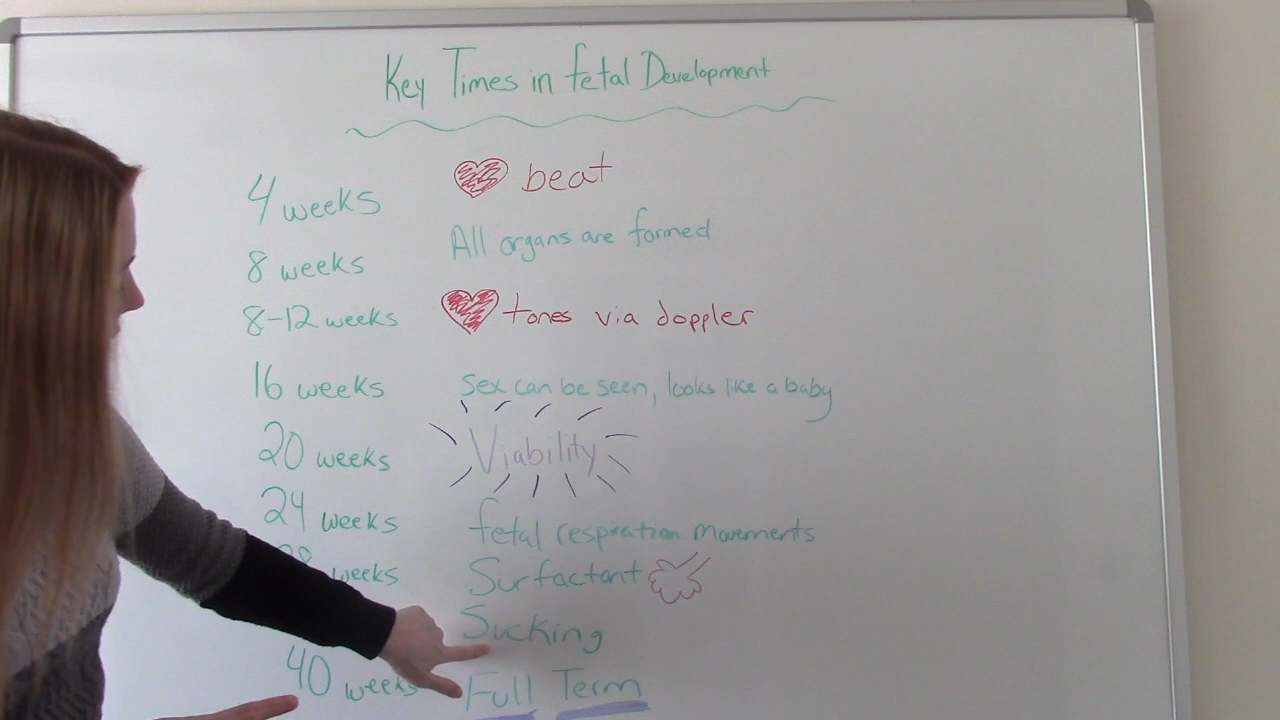 Key Times in fetal Development
4 weeks beat
8 weeks All organs are formed
8-12 weeks tones via doppler
16 weeks Sex can be seen, looks like a baby
20 weeks Viability
24 weeks fetal respiration movements
weeks Surfactant
Sucking
40 weeks Full Term